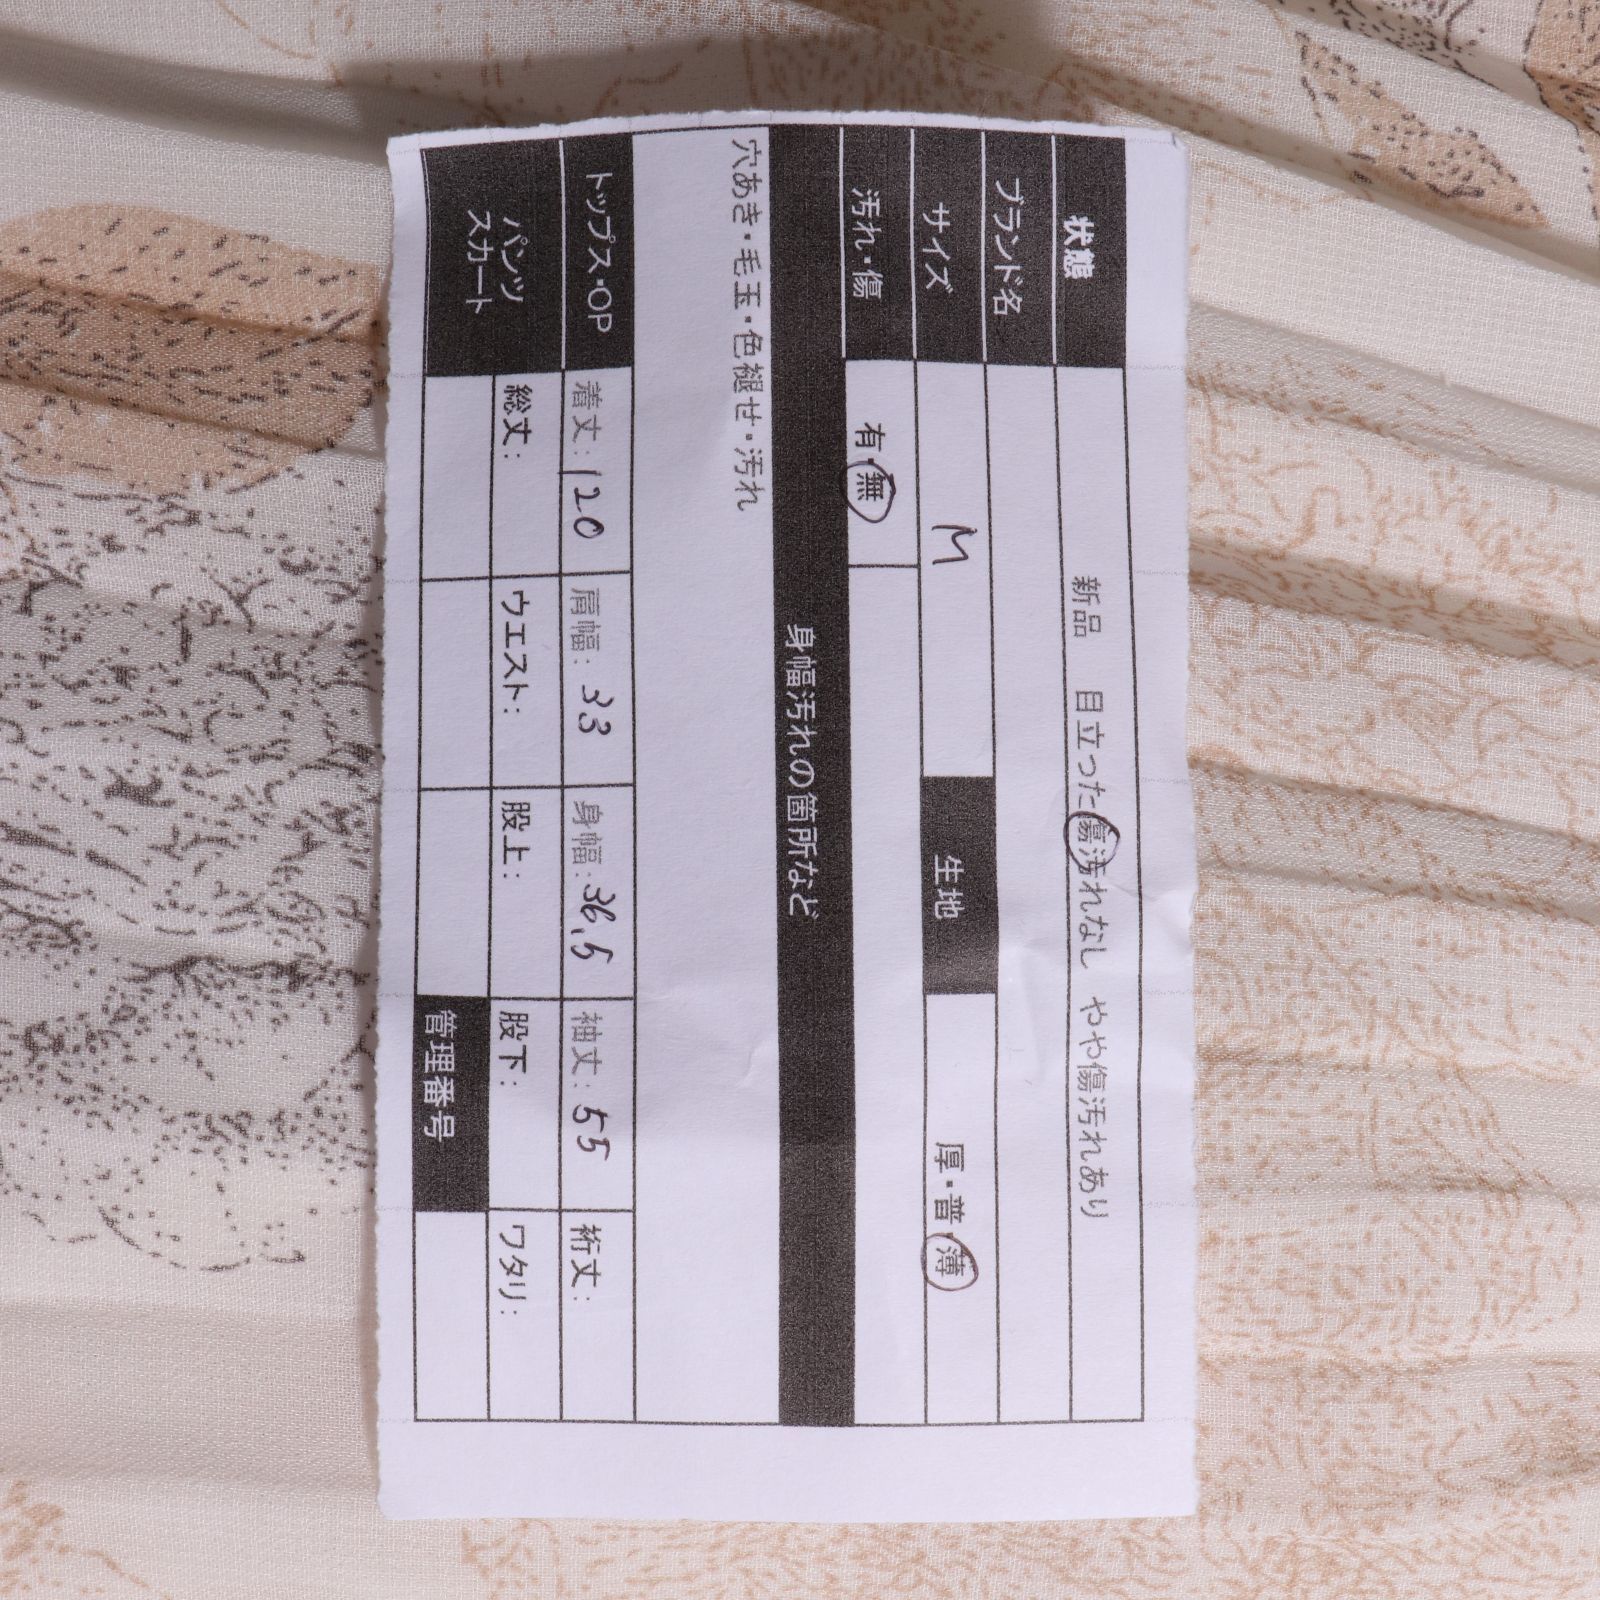 状態 新品 目立った傷汚れなし やや傷汚れあり
ブランド名
サイズ M 生地 厚・普・薄
汚れ・傷 有・無
身幅汚れの箇所など
穴あき・毛玉・色褪せ・汚れ
トップス・OP 着丈：120 肩幅：33 身幅：36.5 袖丈：55 裄丈：
パンツ スカート 総丈： ウエスト： 股上： 股下： ワタリ：
管理番号